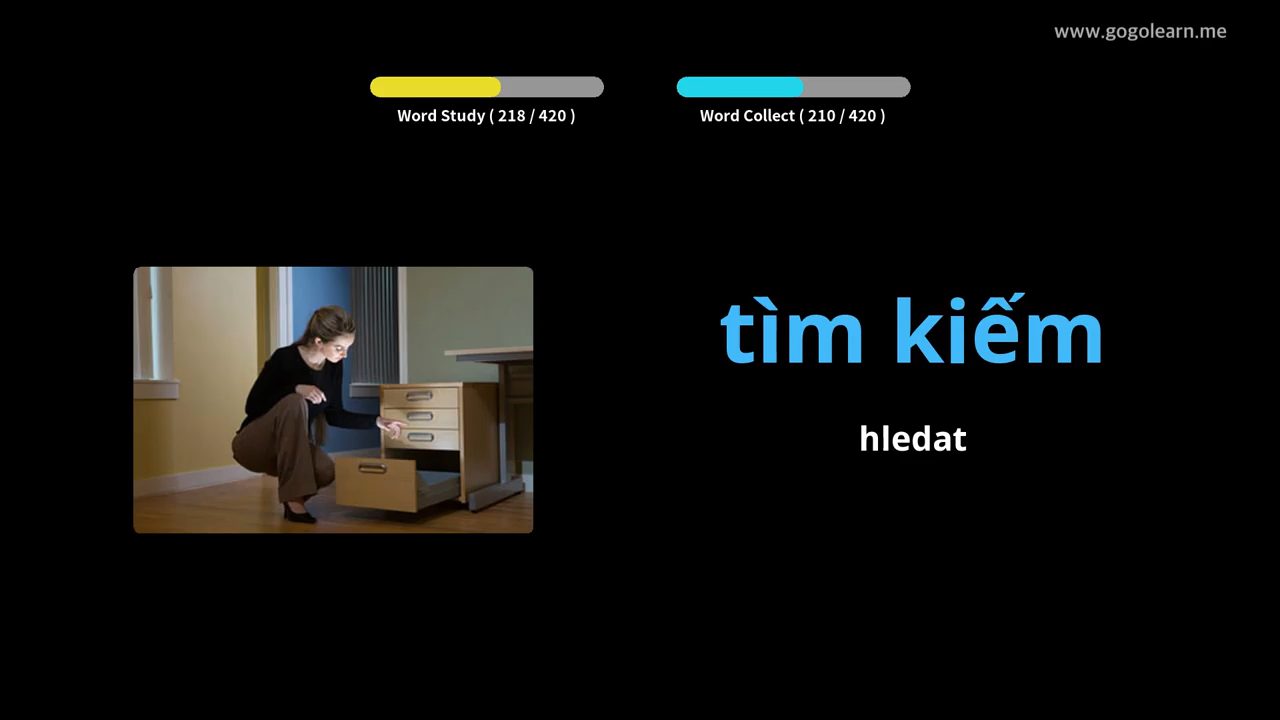 www.gogolearn.me
Word Study ( 218 / 420 )
Word Collect ( 210 / 420 )
tìm kiếm
hledat